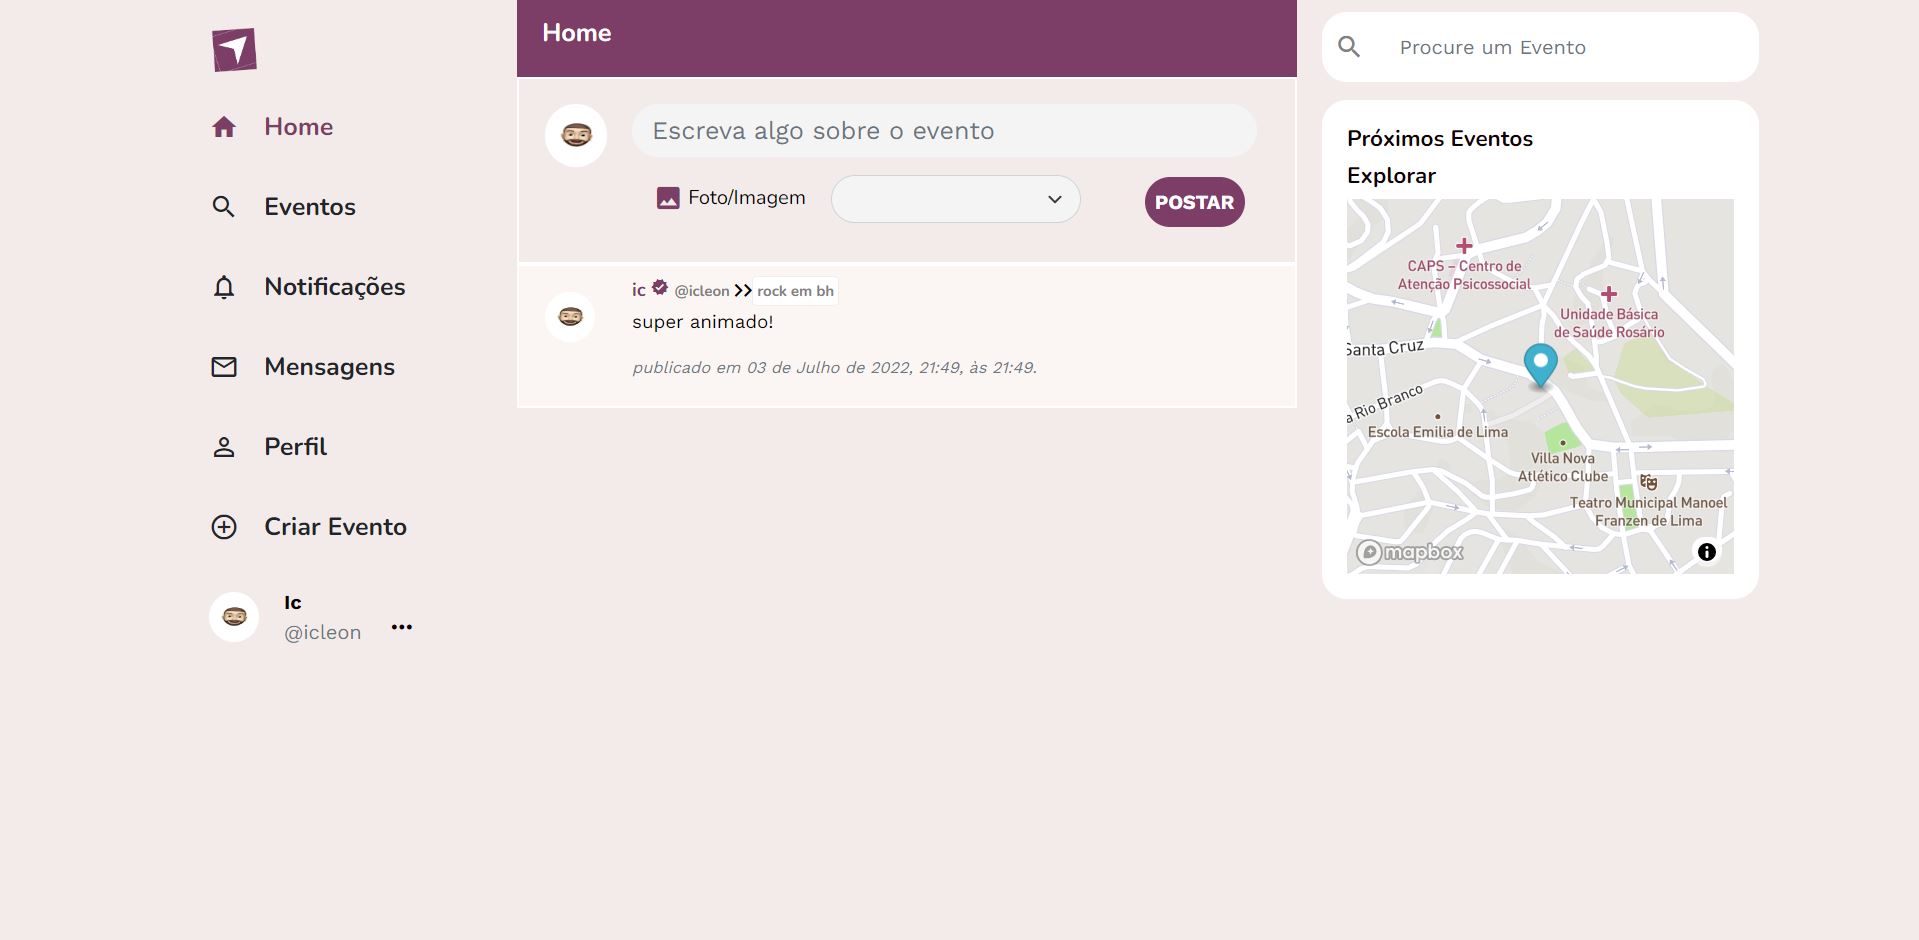 Home
Eventos
Notificações
Mensagens
Perfil
Criar Evento
Ic
@icleon
Home
Escreva algo sobre o evento
Foto/Imagem
POSTAR
ic @icleon rock em bh
super animado!
publicado em 03 de Julho de 2022, 21:49, às 21:49.
Procure um Evento
Próximos Eventos
Explorar
CAPS – Centro de
Atenção Psicossocial
Unidade Básica
de Saúde Rosário
Santa Cruz
a Rio Branco
Escola Emilia de Lima
Villa Nova
Atlético Clube
Teatro Municipal Manoel
Franzen de Lima
mapbox